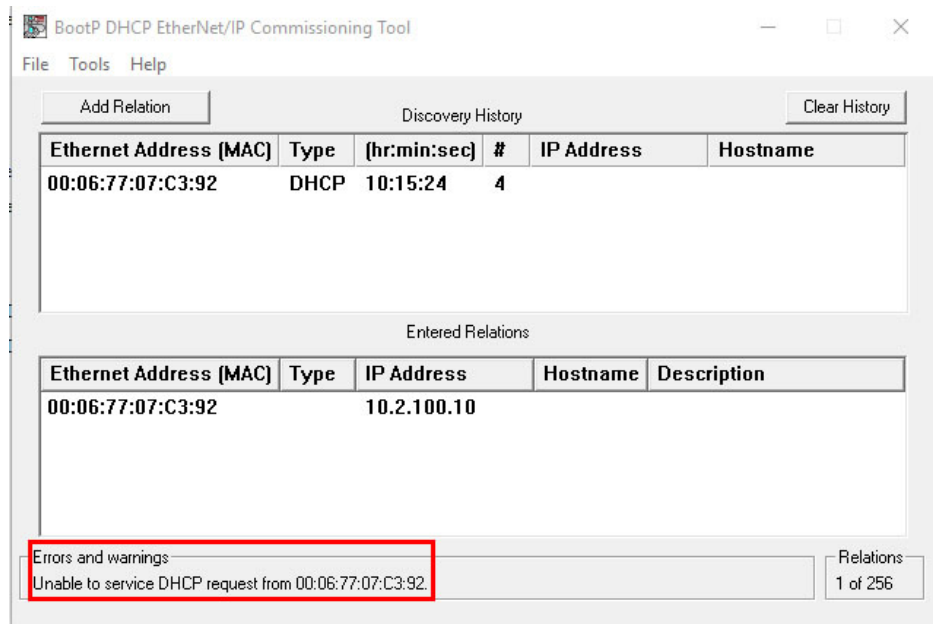 BootP DHCP EtherNet/IP Commissioning Tool
File Tools Help
Add Relation Discovery History Clear History
Ethernet Address (MAC) Type (hr:min:sec) # IP Address Hostname
00:06:77:07:C3:92 DHCP 10:15:24 4
Entered Relations
Ethernet Address (MAC) Type IP Address Hostname Description
00:06:77:07:C3:92 10.2.100.10
Errors and warnings Relations
Unable to service DHCP request from 00:06:77:07:C3:92. 1 of 256